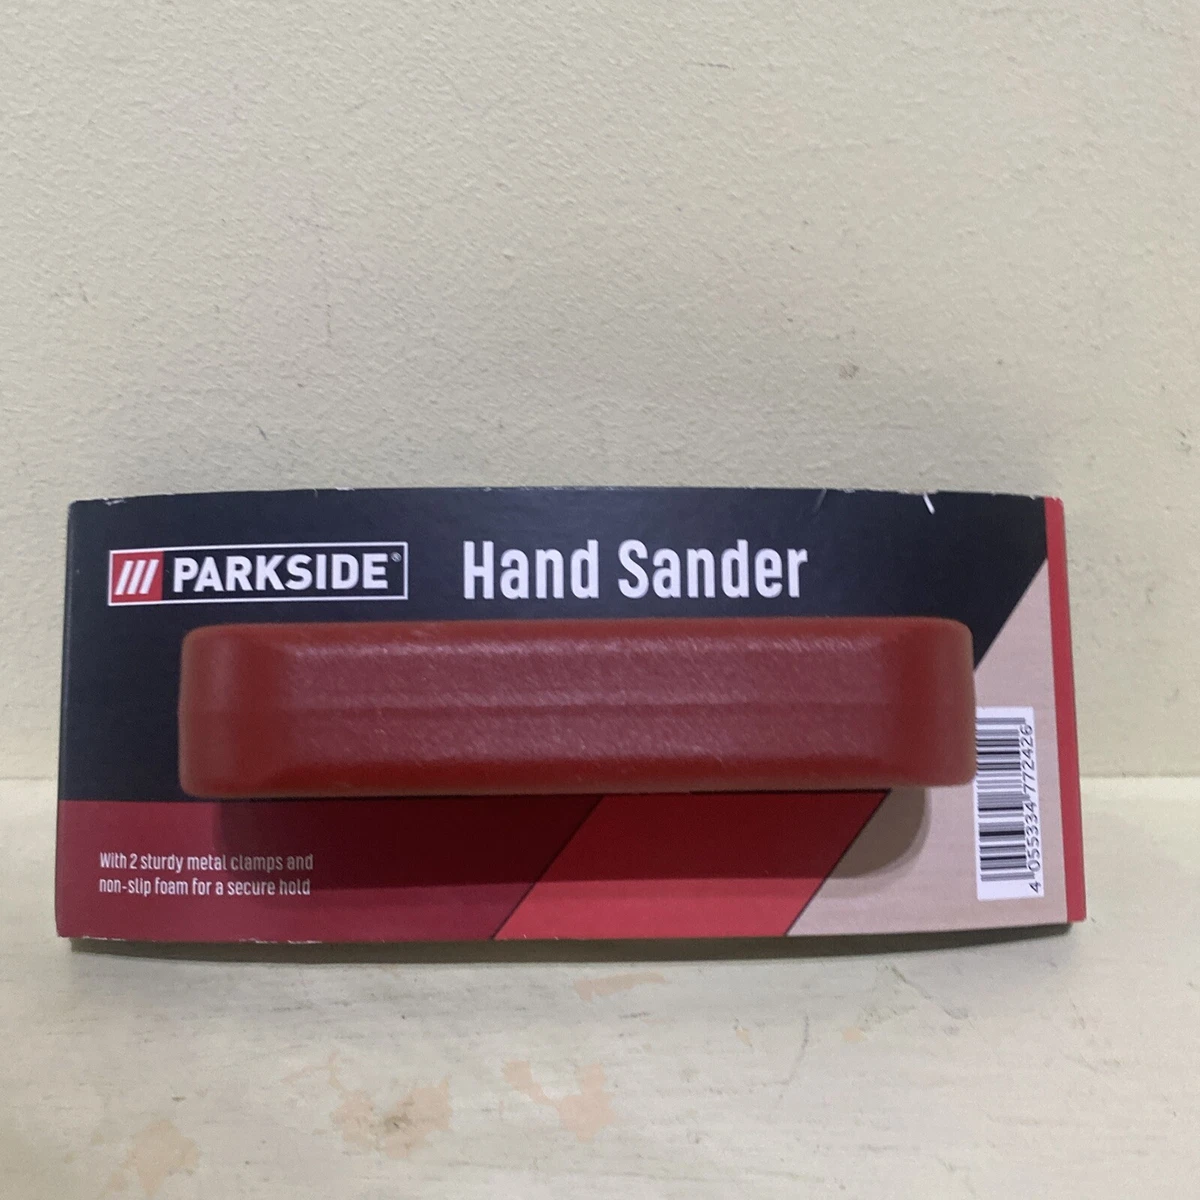 PARKSIDE®
Hand Sander
With 2 sturdy metal clamps and
non-slip foam for a secure hold
4 055334 772426